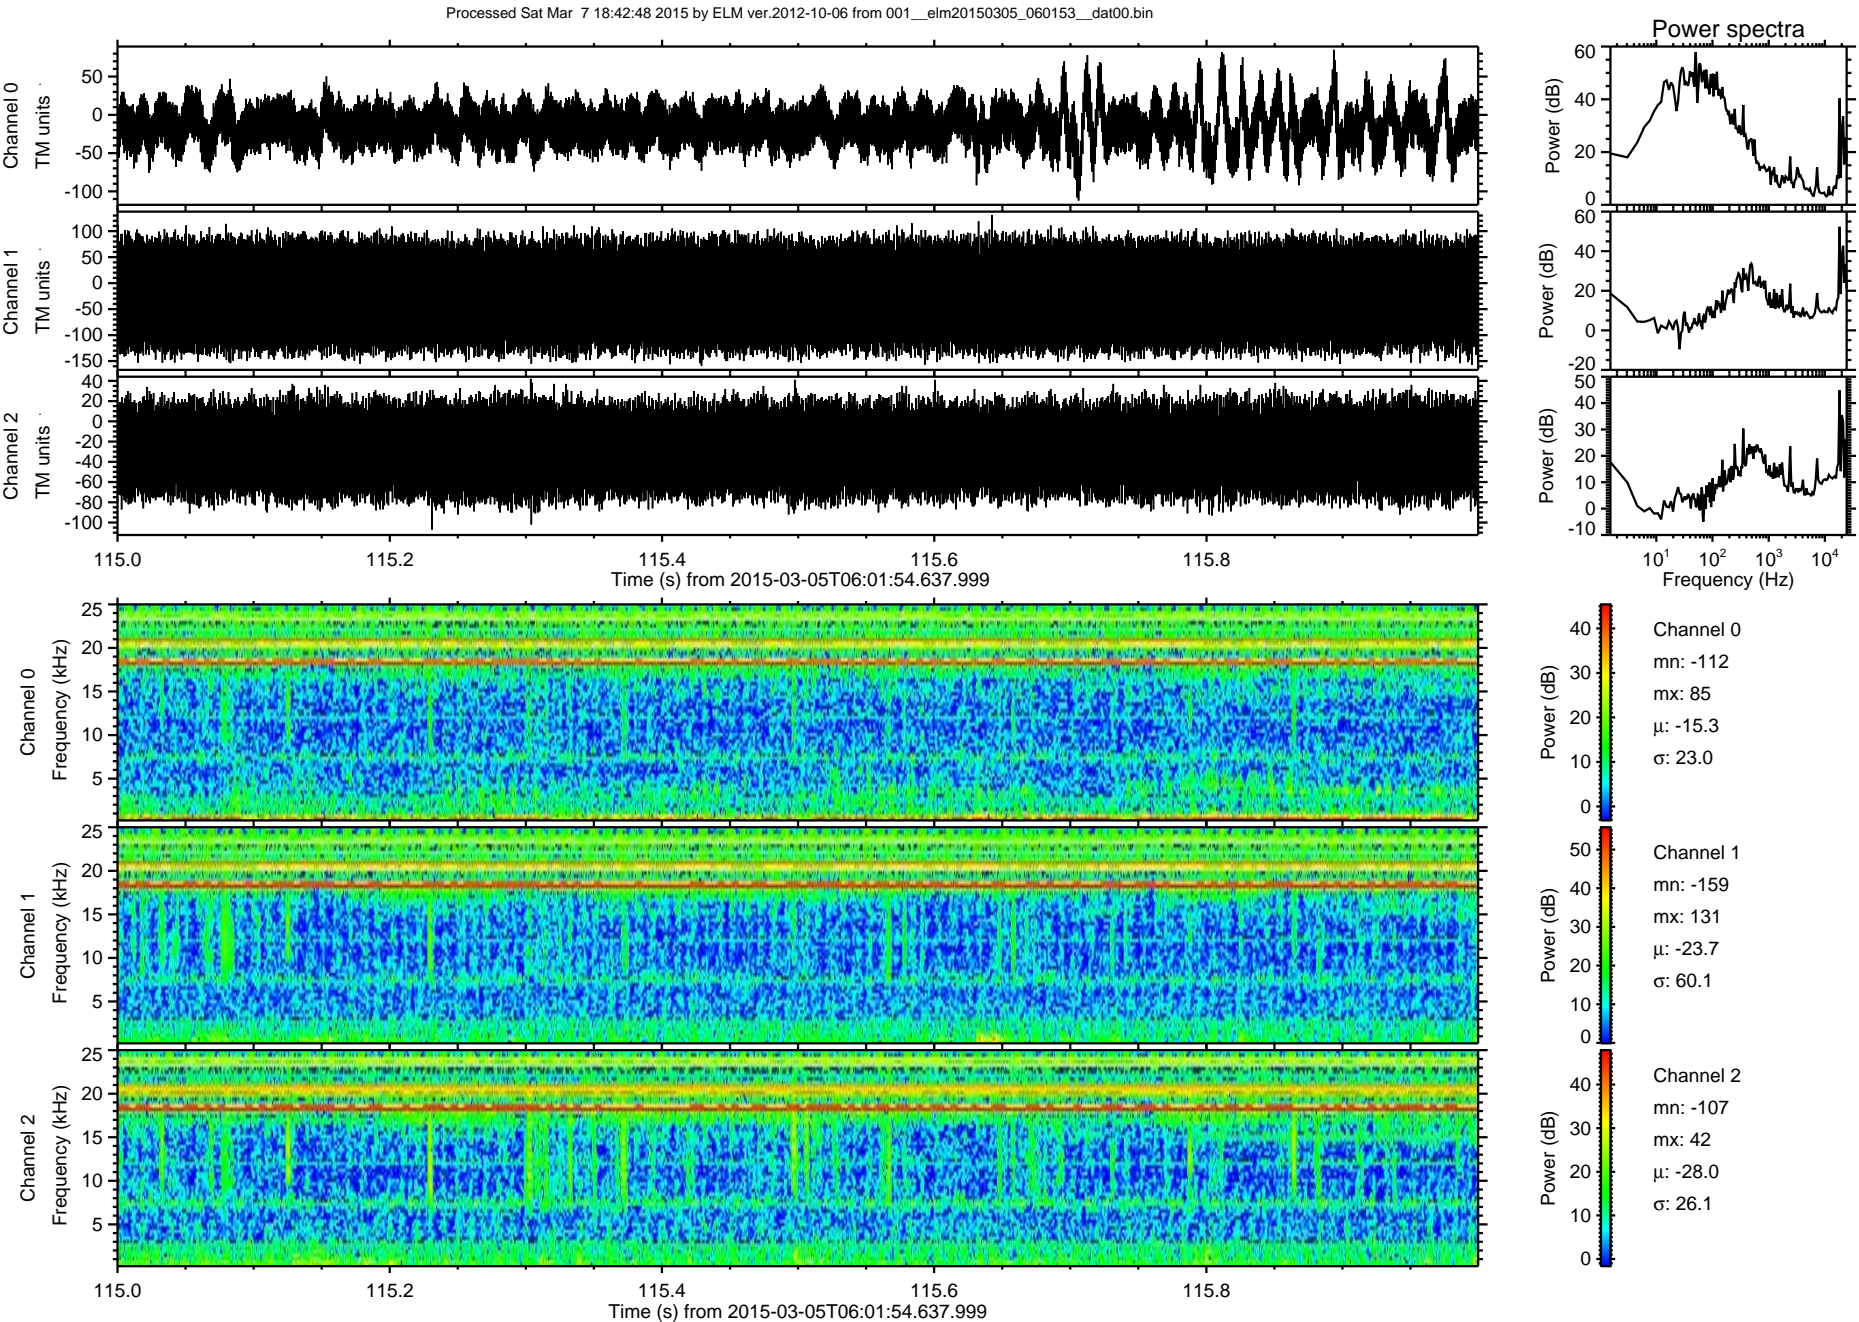 Processed Sat Mar 7 18:42:48 2015 by ELM ver.2012-10-06 from 001__elm20150305_060153__dat00.bin
Power spectra
Channel 0
TM units
50
0
-50
-100
Power (dB)
60
40
20
0
Channel 1
TM units
100
50
0
-50
-100
-150
Power (dB)
60
40
20
0
-20
Channel 2
TM units
40
20
0
-20
-40
-60
-80
-100
Power (dB)
50
40
30
20
10
0
-10
115.0 115.2 115.4 115.6 115.8
Time (s) from 2015-03-05T06:01:54.637.999
10¹ 10² 10³ 10⁴
Frequency (Hz)
Channel 0
Frequency (kHz)
25
20
15
10
5
Power (dB)
40
30
20
10
0
Channel 0
mn: -112
mx: 85
μ: -15.3
σ: 23.0
Channel 1
Frequency (kHz)
25
20
15
10
5
Power (dB)
50
40
30
20
10
0
Channel 1
mn: -159
mx: 131
μ: -23.7
σ: 60.1
Channel 2
Frequency (kHz)
25
20
15
10
5
Power (dB)
40
30
20
10
0
Channel 2
mn: -107
mx: 42
μ: -28.0
σ: 26.1
115.0 115.2 115.4 115.6 115.8
Time (s) from 2015-03-05T06:01:54.637.999